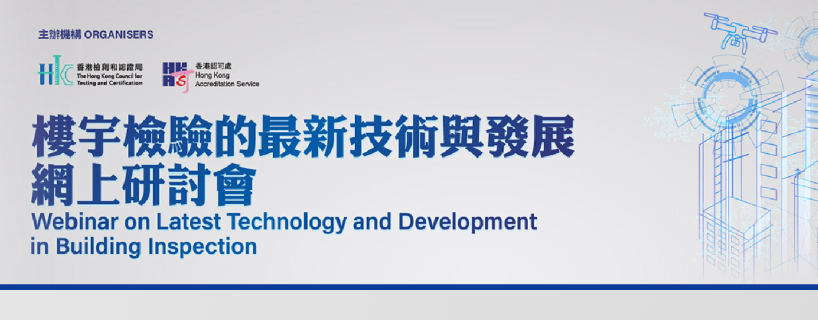 主辦機構 ORGANISERS
HKCTC
香港檢測和認證局
The Hong Kong Council for
Testing and Certification
HKAS
香港認可處
Hong Kong
Accreditation Service
樓宇檢驗的最新技術與發展
網上研討會
Webinar on Latest Technology and Development
in Building Inspection